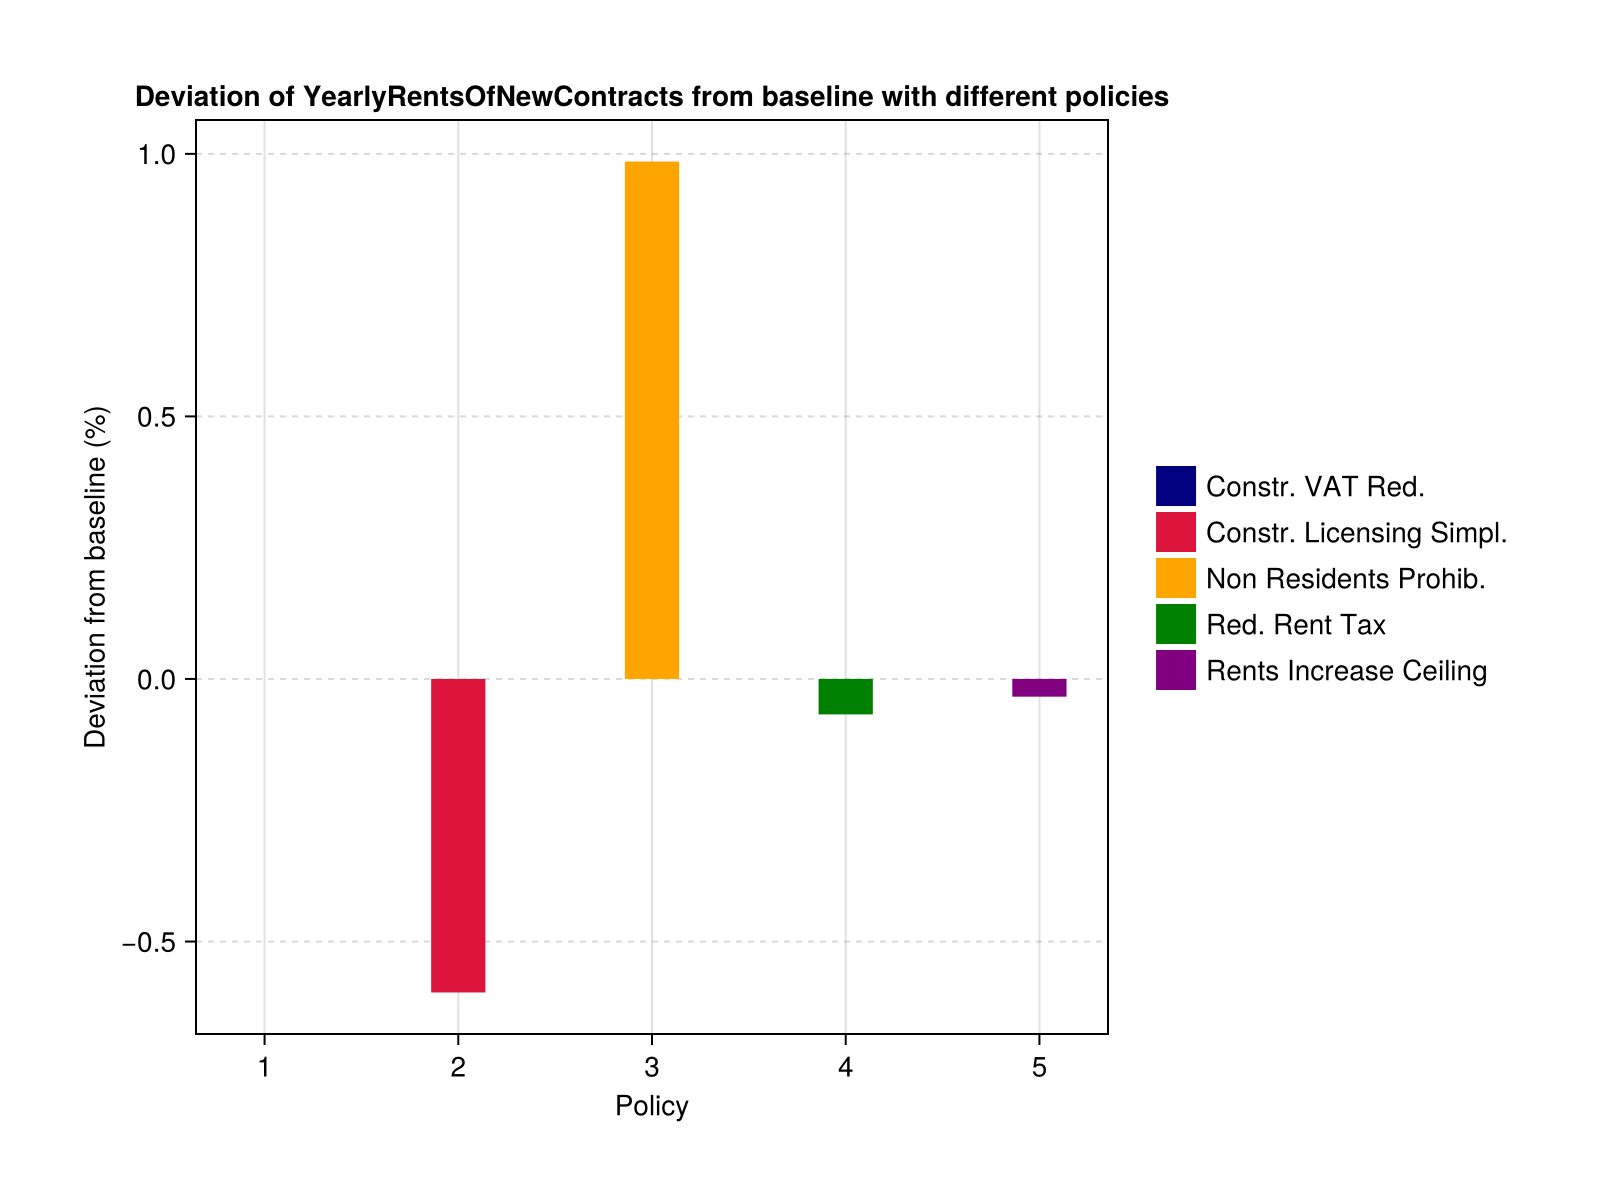 Deviation of YearlyRentsOfNewContracts from baseline with different policies
Deviation from baseline (%)
1.0
0.5
0.0
−0.5
1 2 3 4 5
Policy
Constr. VAT Red.
Constr. Licensing Simpl.
Non Residents Prohib.
Red. Rent Tax
Rents Increase Ceiling